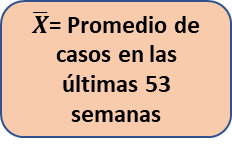 X̅= Promedio de
casos en las
últimas 53
semanas